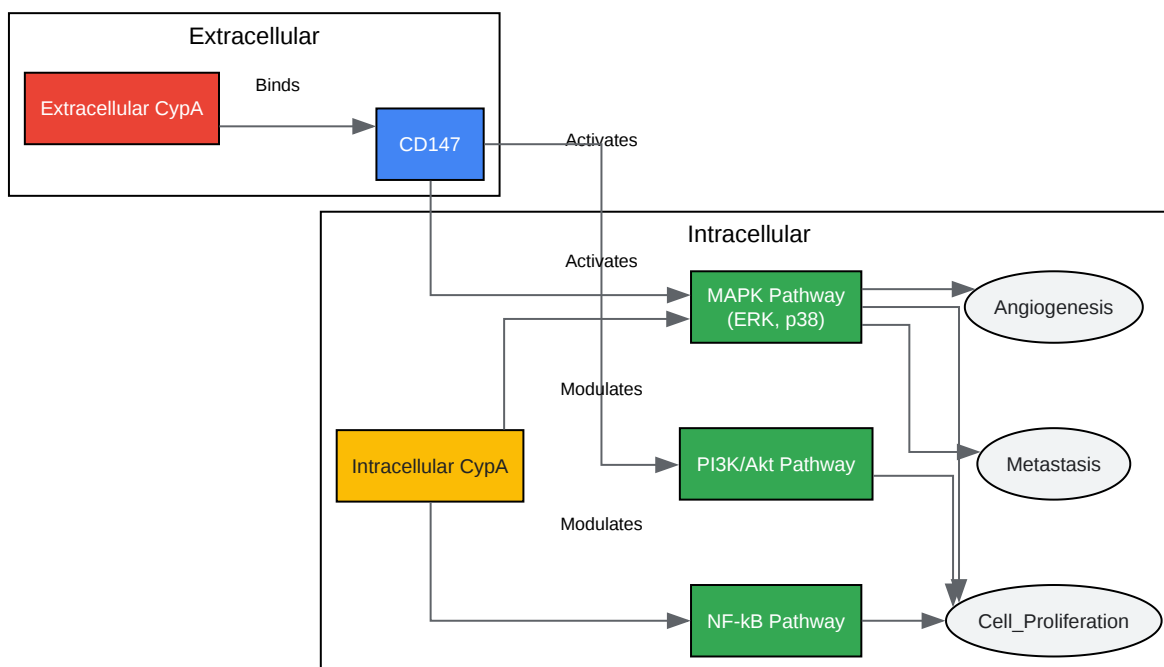 Extracellular
Extracellular CypA
Binds
CD147
Activates
Intracellular
Activates
MAPK Pathway
(ERK, p38)
Angiogenesis
Modulates
Intracellular CypA
PI3K/Akt Pathway
Metastasis
Modulates
NF-kB Pathway
Cell_Proliferation